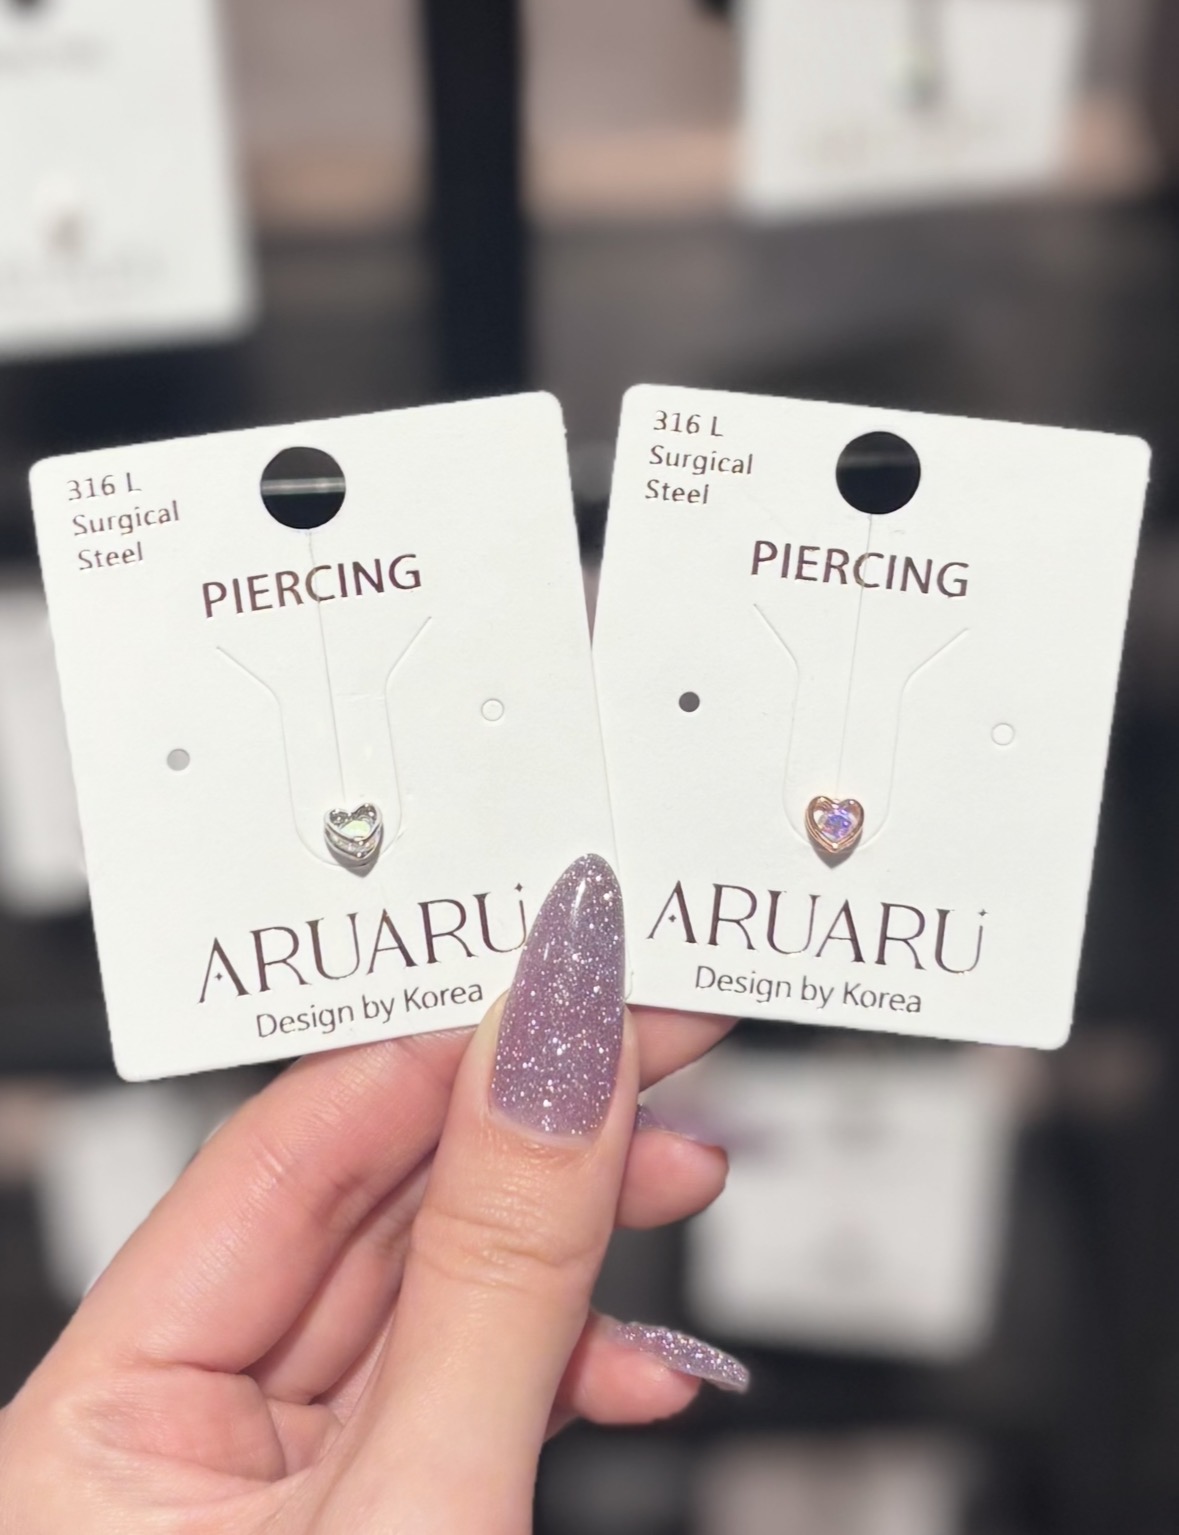 316 L
Surgical
Steel
PIERCING
ARUARU
Design by Korea
316 L
Surgical
Steel
PIERCING
ARUARU
Design by Korea